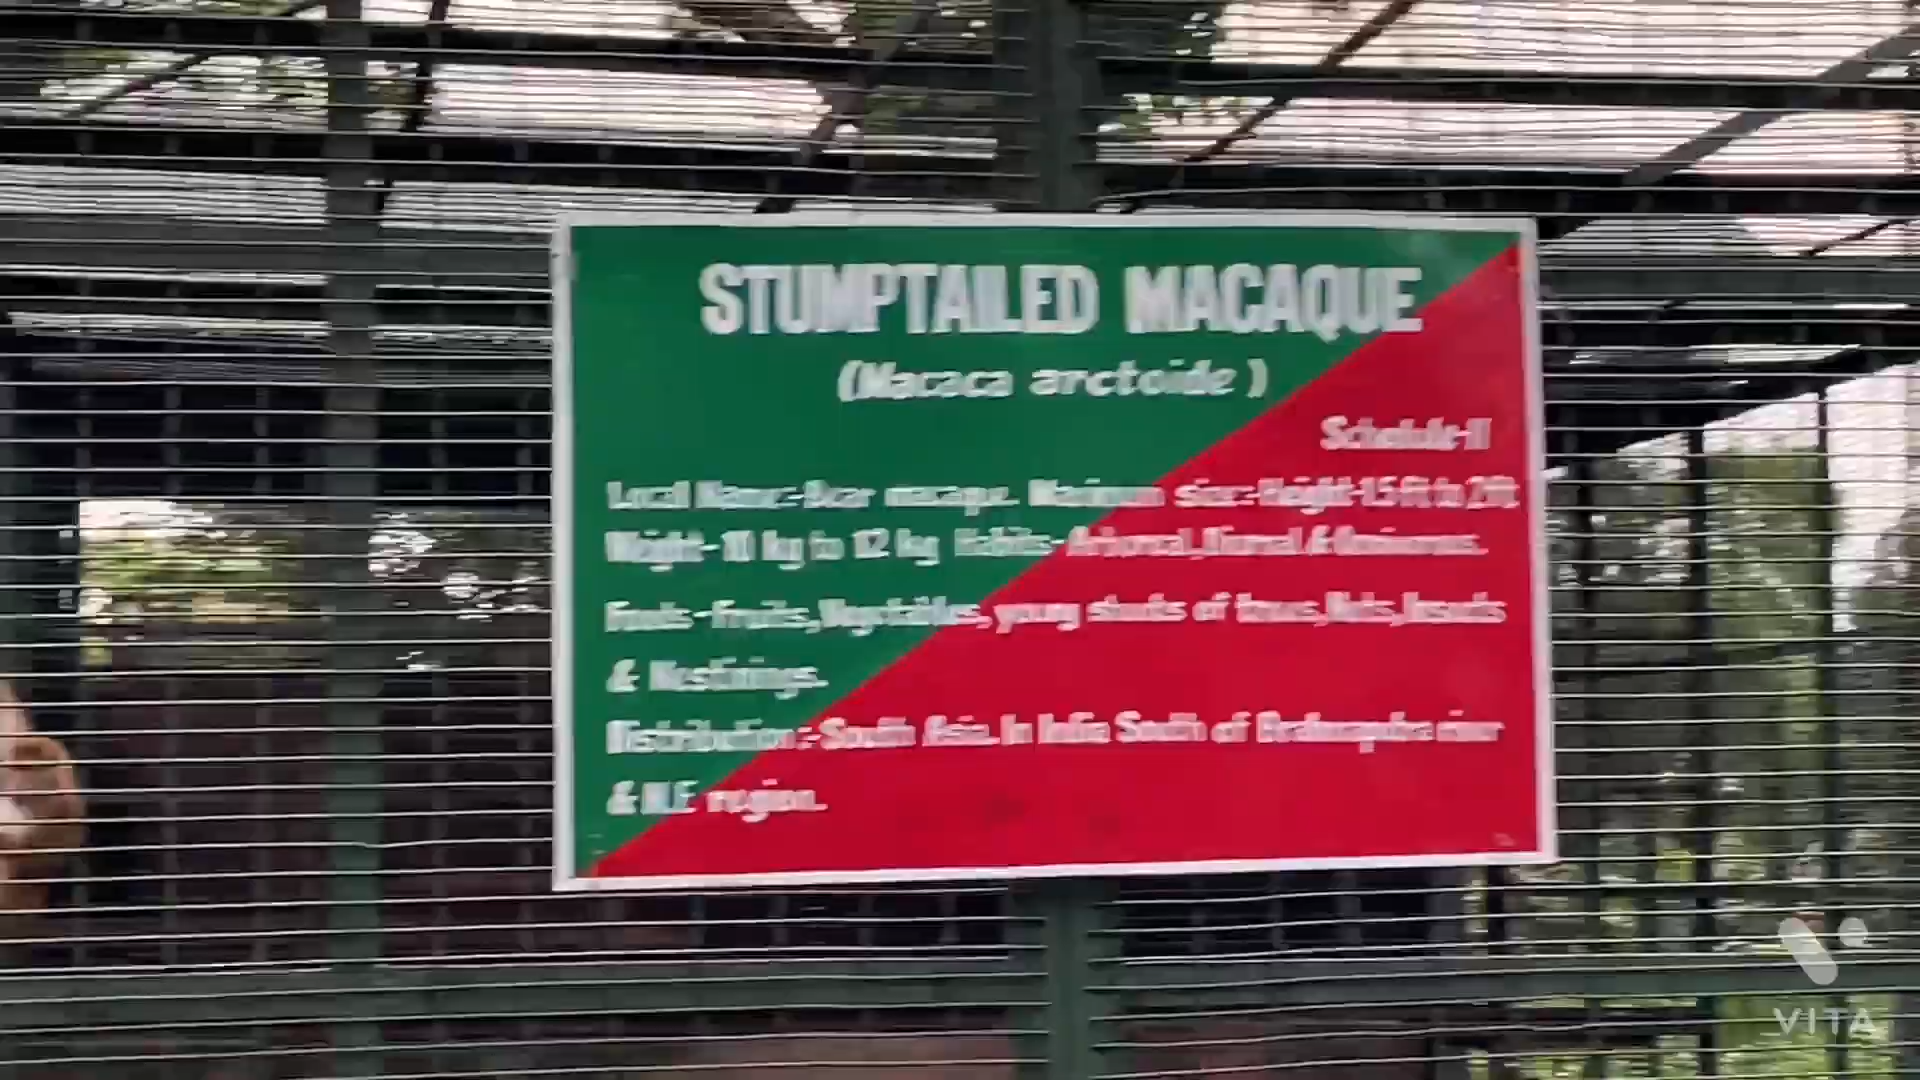 STUMPTAILED MACAQUE
(Macaca arctoide )
Schedule-II
Local Name:-Bear macaque. Maximum size:-Height-1.5 ft to 2ft,
Weight- 10 kg to 12 kg Habits:-Arboreal,Diurnal & Omnivorous.
Foods -Fruits,Vegetables, young shoots of trees,Nuts,Insects
& Nestlings.
Distribution:-South Asia. In India South of Brahmaputra river
& N.E region.
VITA